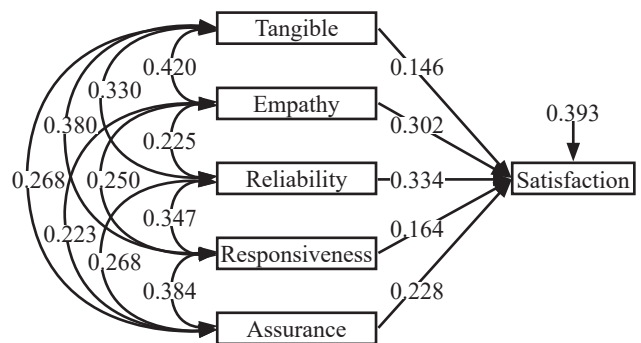 Tangible
0.420
0.146
0.330
Empathy
0.393
0.380
0.225
0.302
0.268
0.250
Reliability
0.334
Satisfaction
0.223
0.347
0.164
0.268
Responsiveness
0.384
0.228
Assurance